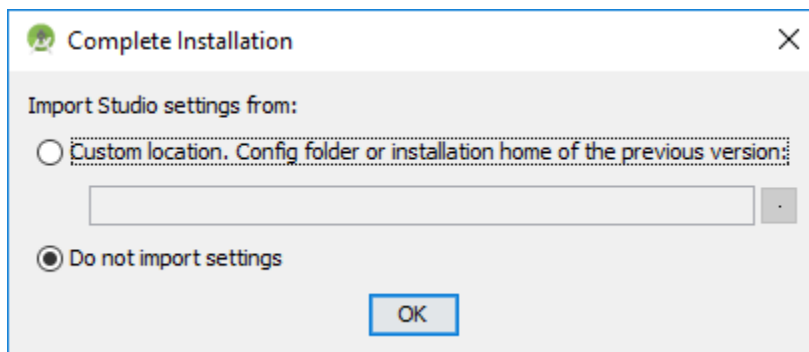 Complete Installation
Import Studio settings from:
Custom location. Config folder or installation home of the previous version:
.
Do not import settings
OK